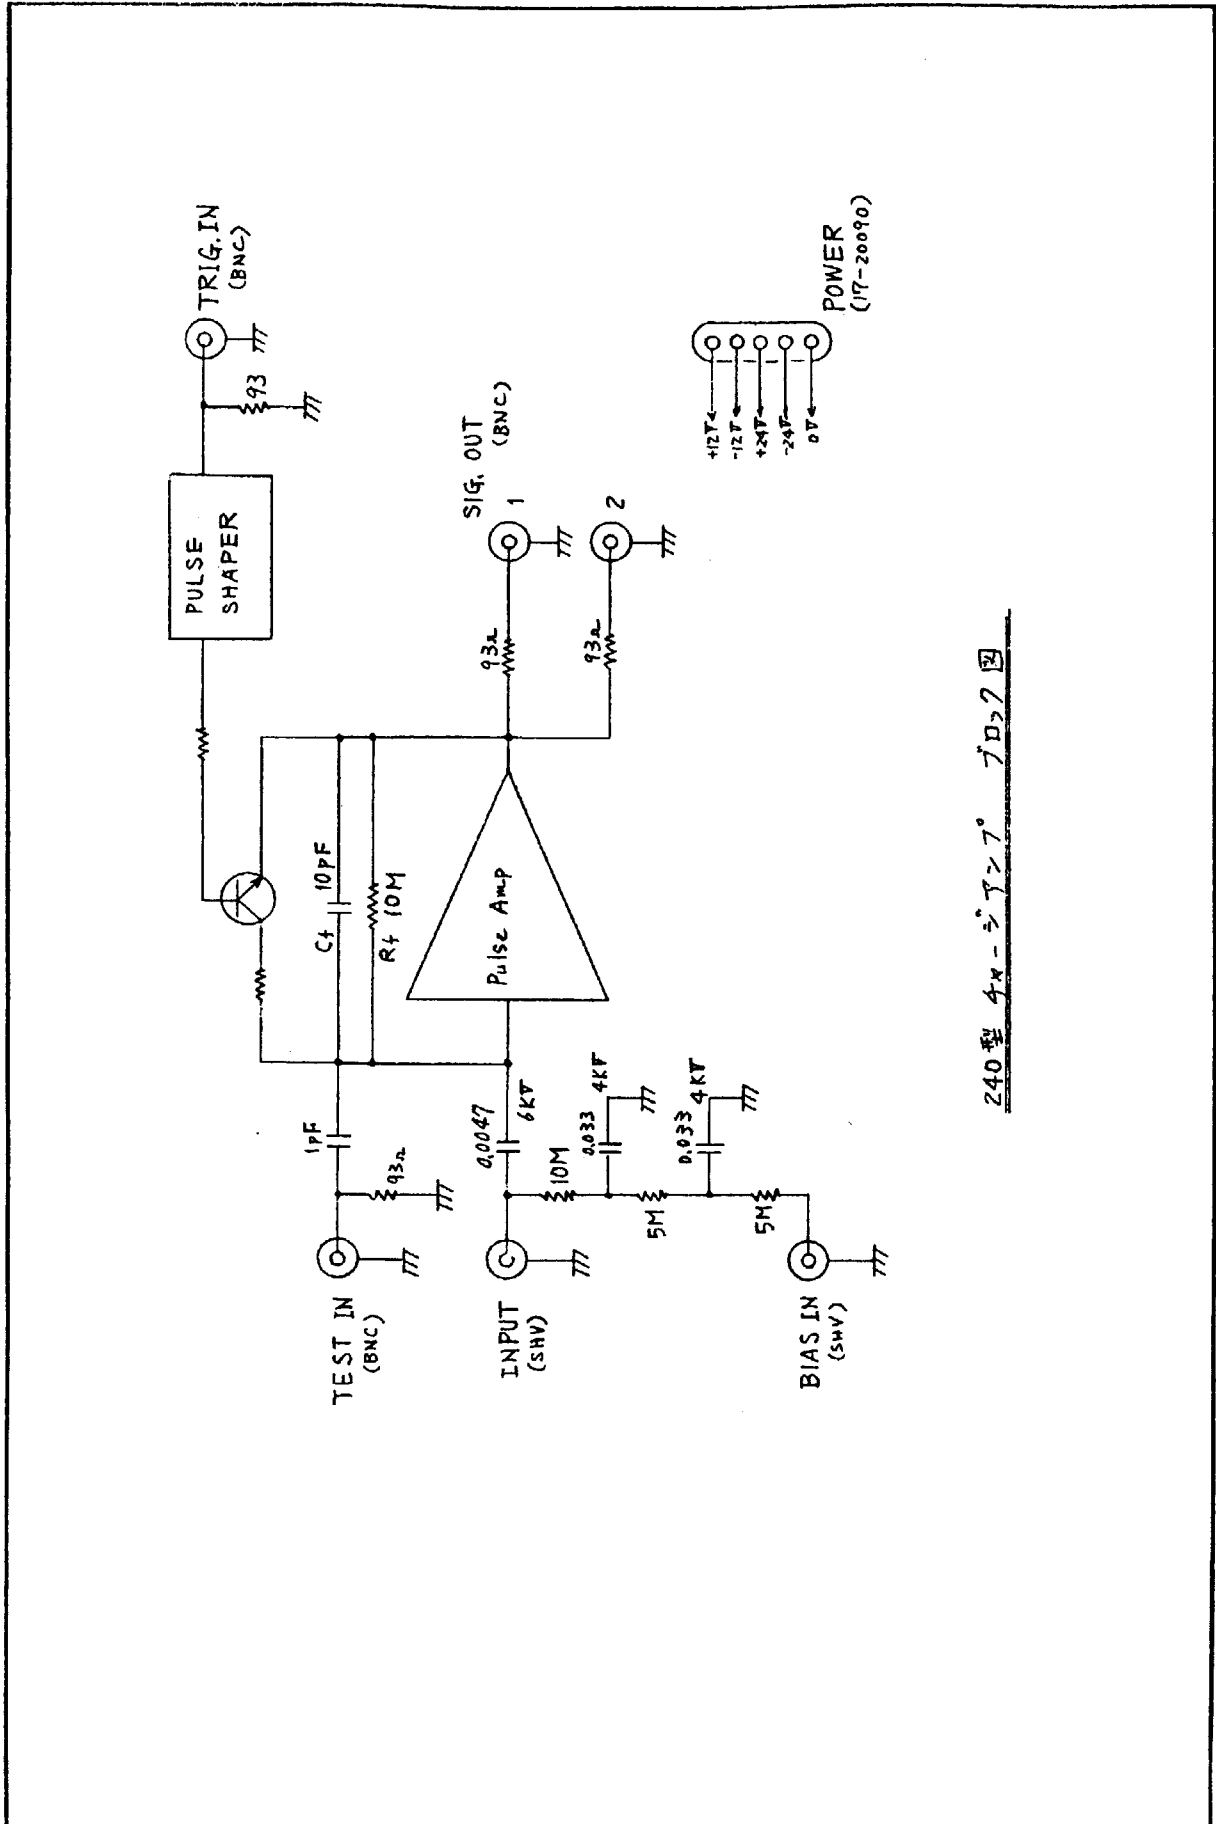 TRIG. IN
(BNC)
93
PULSE
SHAPER
Cf 10PF
Rf 10M
Pulse Amp
SIG. OUT
(BNC)
1
2
93Ω
93Ω
TEST IN
(BNC)
1PF
93Ω
INPUT
(SHV)
0.0047
6KV
10M
0.033
4KV
5M
0.033
4KV
5M
BIAS IN
(SHV)
+12V
-12V
+24V
-24V
0V
POWER
(17-20090)
240型 チャージアンプ ブロック図